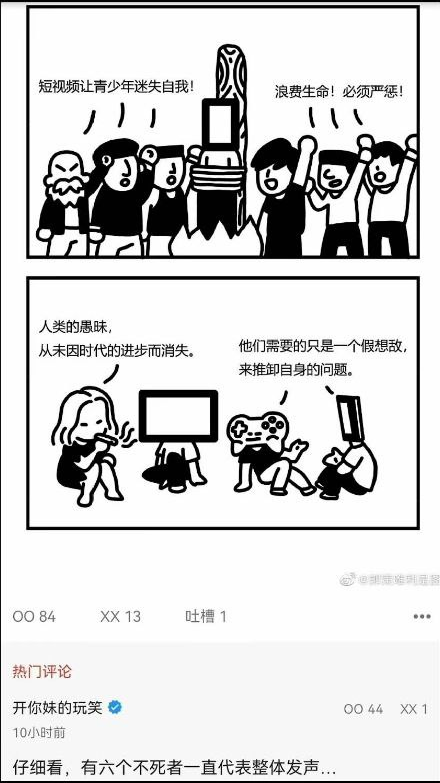 短视频让青少年迷失自我！
浪费生命！必须严惩！
人类的愚昧，
从未因时代的进步而消失。
他们需要的只是一个假想敌，
来推卸自身的问题。
OO 84 XX 13 吐槽 1
热门评论
开你妹的玩笑 OO 44 XX 1
10小时前
仔细看，有六个不死者一直代表整体发声...